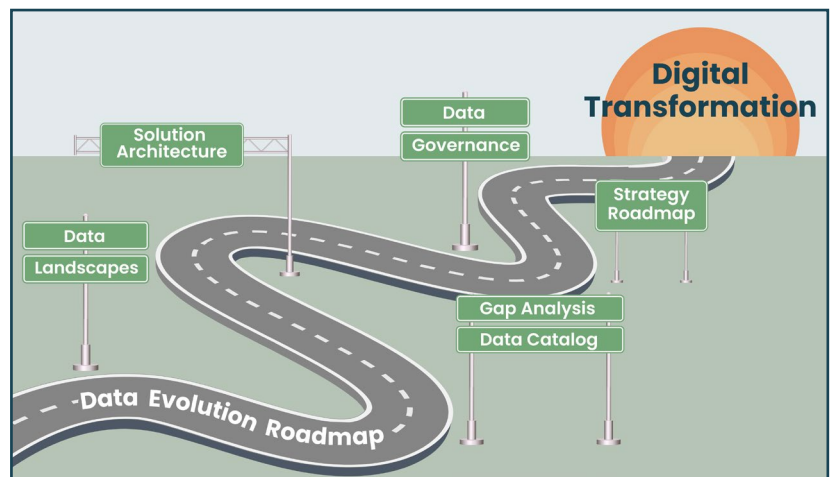 Digital
Transformation
Data
Governance
Solution
Architecture
Strategy
Roadmap
Data
Landscapes
Gap Analysis
Data Catalog
Data Evolution Roadmap